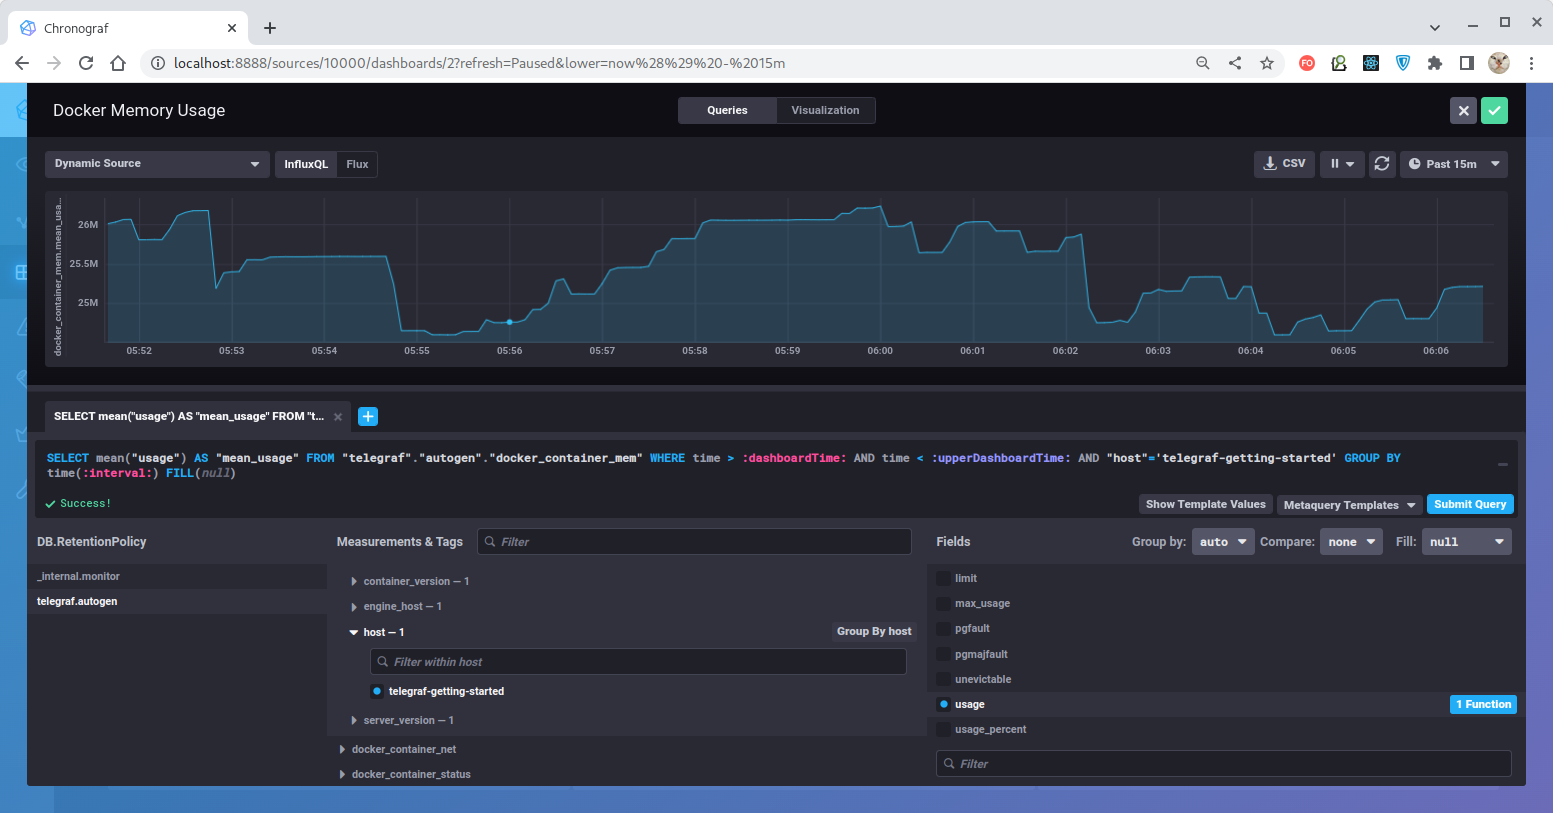 Chronograf
localhost:8888/sources/10000/dashboards/2?refresh=Paused&lower=now%28%29%20-%2015m
FO
Docker Memory Usage
Queries
Visualization
Dynamic Source
InfluxQL
Flux
CSV
Past 15m
docker_container_mem.mean_usa...
26M
25.5M
25M
05:52 05:53 05:54 05:55 05:56 05:57 05:58 05:59 06:00 06:01 06:02 06:03 06:04 06:05 06:06
SELECT mean("usage") AS "mean_usage" FROM "t...
SELECT mean("usage") AS "mean_usage" FROM "telegraf"."autogen"."docker_container_mem" WHERE time > :dashboardTime: AND time < :upperDashboardTime: AND "host"='telegraf-getting-started' GROUP BY
time(:interval:) FILL(null)
Success!
Show Template Values
Metaquery Templates
Submit Query
DB.RetentionPolicy
_internal.monitor
telegraf.autogen
Measurements & Tags
Filter
container_version — 1
engine_host — 1
host — 1
Group By host
Filter within host
telegraf-getting-started
server_version — 1
docker_container_net
docker_container_status
Fields
Group by: auto
Compare: none
Fill: null
limit
max_usage
pgfault
pgmajfault
unevictable
usage
1 Function
usage_percent
Filter